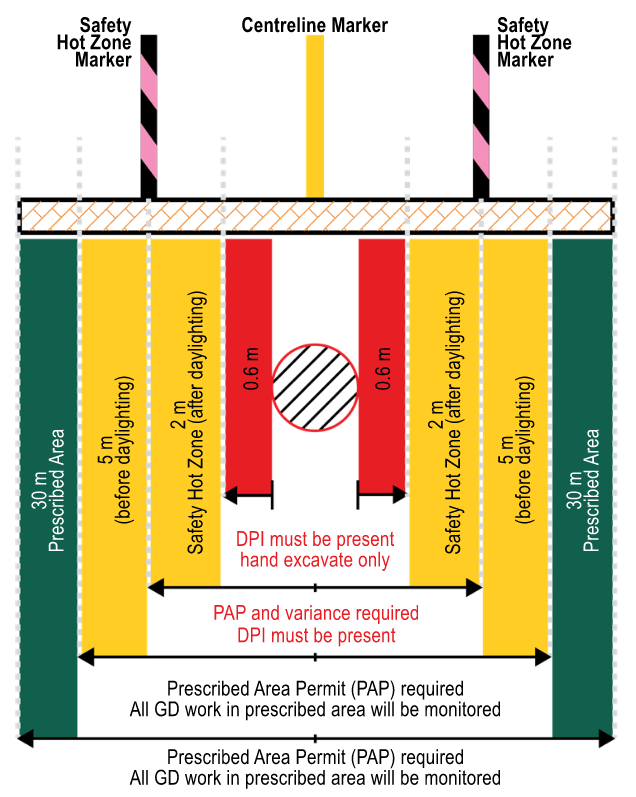 Safety
Hot Zone
Marker
Centreline Marker
Safety
Hot Zone
Marker
30 m
Prescribed Area
5 m
(before daylighting)
2 m
Safety Hot Zone (after daylighting)
0.6 m
0.6 m
2 m
Safety Hot Zone (after daylighting)
5 m
(before daylighting)
30 m
Prescribed Area
DPI must be present
hand excavate only
PAP and variance required
DPI must be present
Prescribed Area Permit (PAP) required
All GD work in prescribed area will be monitored
Prescribed Area Permit (PAP) required
All GD work in prescribed area will be monitored